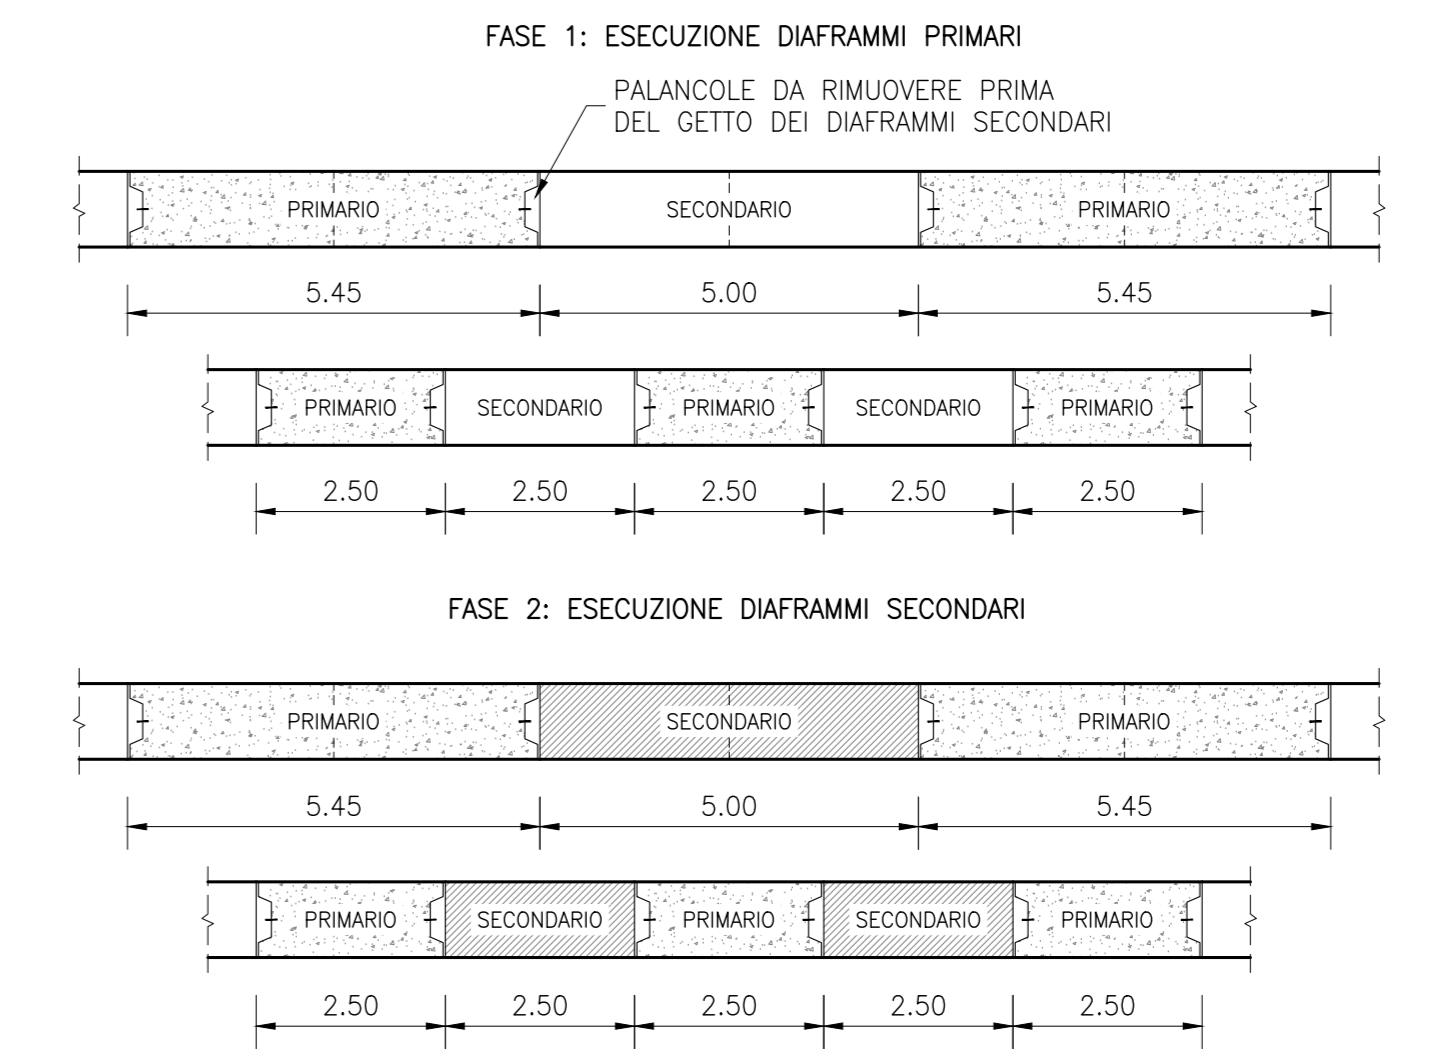 FASE 1: ESECUZIONE DIAFRAMMI PRIMARI
PALANCOLE DA RIMUOVERE PRIMA
DEL GETTO DEI DIAFRAMMI SECONDARI
PRIMARIO SECONDARIO PRIMARIO
5.45 5.00 5.45
PRIMARIO SECONDARIO PRIMARIO SECONDARIO PRIMARIO
2.50 2.50 2.50 2.50 2.50
FASE 2: ESECUZIONE DIAFRAMMI SECONDARI
PRIMARIO SECONDARIO PRIMARIO
5.45 5.00 5.45
PRIMARIO SECONDARIO PRIMARIO SECONDARIO PRIMARIO
2.50 2.50 2.50 2.50 2.50